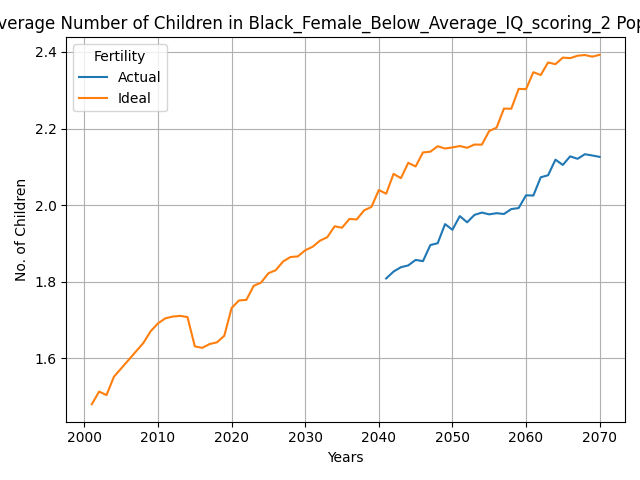 verage Number of Children in Black_Female_Below_Average_IQ_scoring_2 Pop
Fertility
Actual
Ideal
No. of Children
2.4
2.2
2.0
1.8
1.6
2000 2010 2020 2030 2040 2050 2060 2070
Years